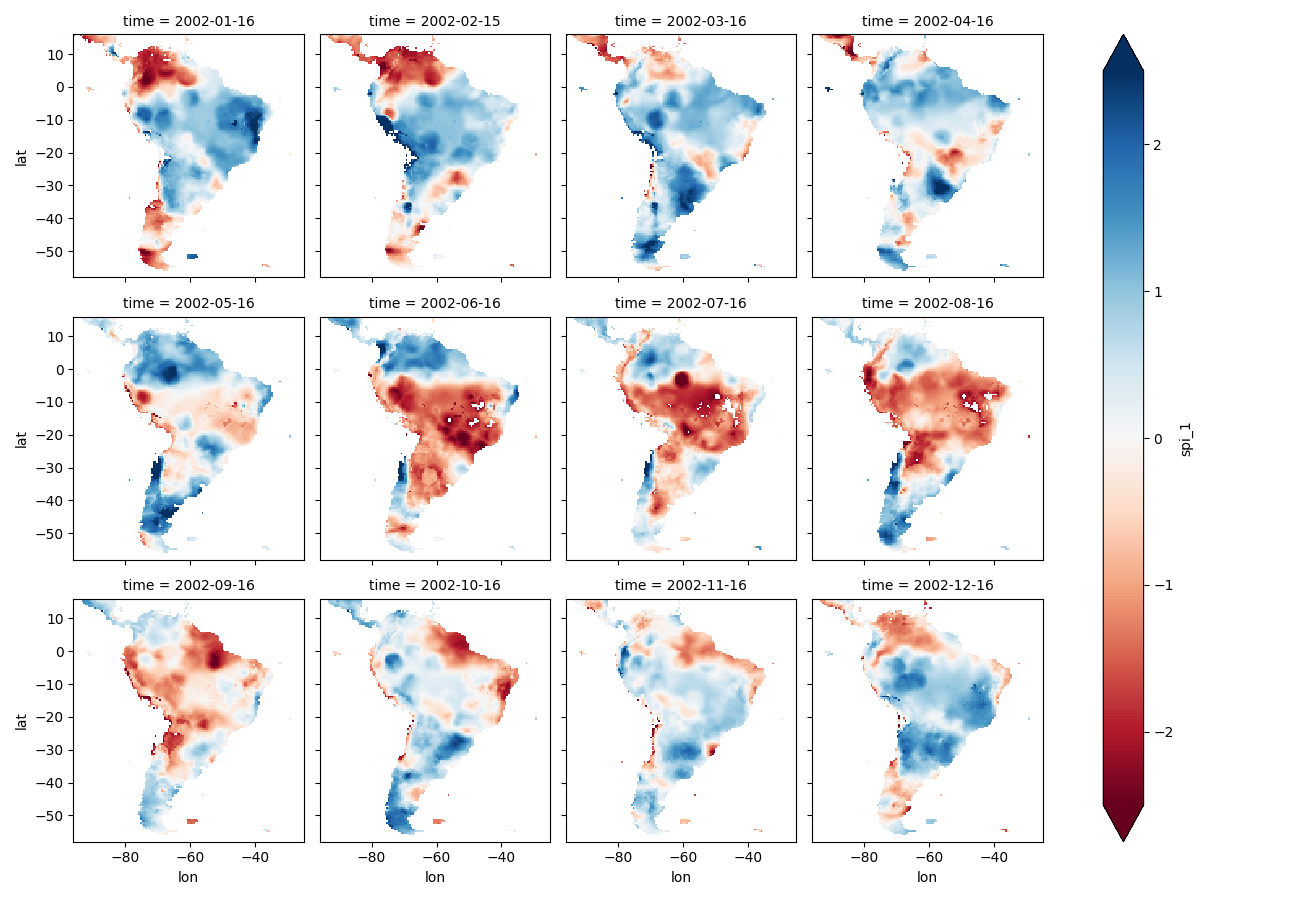 time = 2002-01-16
time = 2002-02-15
time = 2002-03-16
time = 2002-04-16
10
0
−10
−20
−30
−40
−50
lat
time = 2002-05-16
time = 2002-06-16
time = 2002-07-16
time = 2002-08-16
10
0
−10
−20
−30
−40
−50
lat
time = 2002-09-16
time = 2002-10-16
time = 2002-11-16
time = 2002-12-16
10
0
−10
−20
−30
−40
−50
lat
−80
−60
−40
lon
−80
−60
−40
lon
−80
−60
−40
lon
−80
−60
−40
lon
2
1
0
−1
−2
spi_1